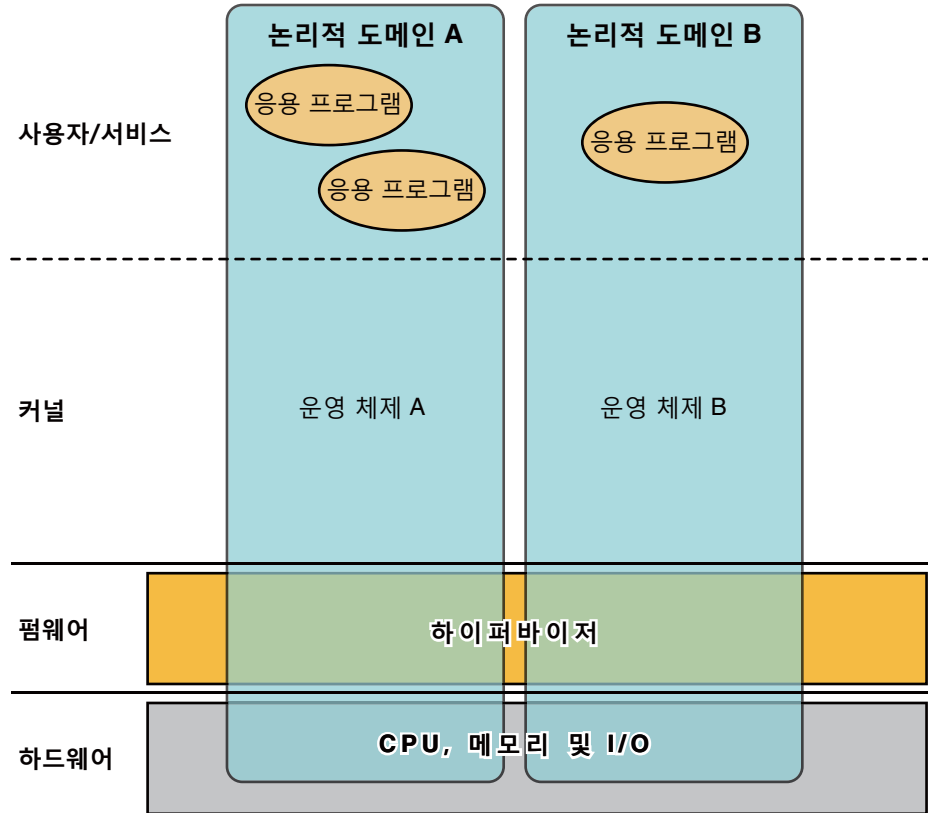 논리적 도메인 A
논리적 도메인 B
사용자/서비스
응용 프로그램
응용 프로그램
응용 프로그램
커널
운영 체제 A
운영 체제 B
펌웨어
하이퍼바이저
하드웨어
CPU, 메모리 및 I/O